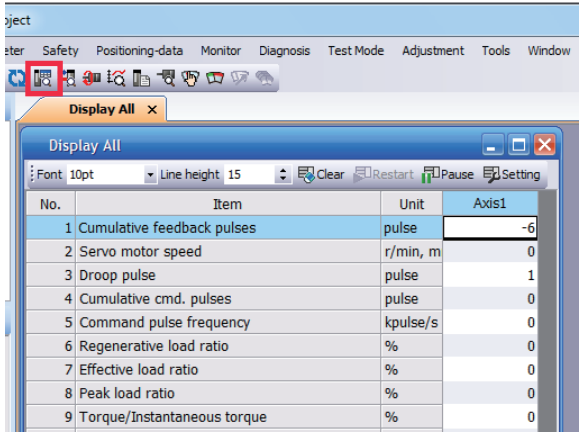 oject
eter Safety Positioning-data Monitor Diagnosis Test Mode Adjustment Tools Window
Display All ×
Display All
Font 10pt Line height 15 Clear Restart Pause Setting
No. Item Unit Axis1
1 Cumulative feedback pulses pulse -6
2 Servo motor speed r/min, m 0
3 Droop pulse pulse 1
4 Cumulative cmd. pulses pulse 0
5 Command pulse frequency kpulse/s 0
6 Regenerative load ratio % 0
7 Effective load ratio % 0
8 Peak load ratio % 0
9 Torque/Instantaneous torque % 0